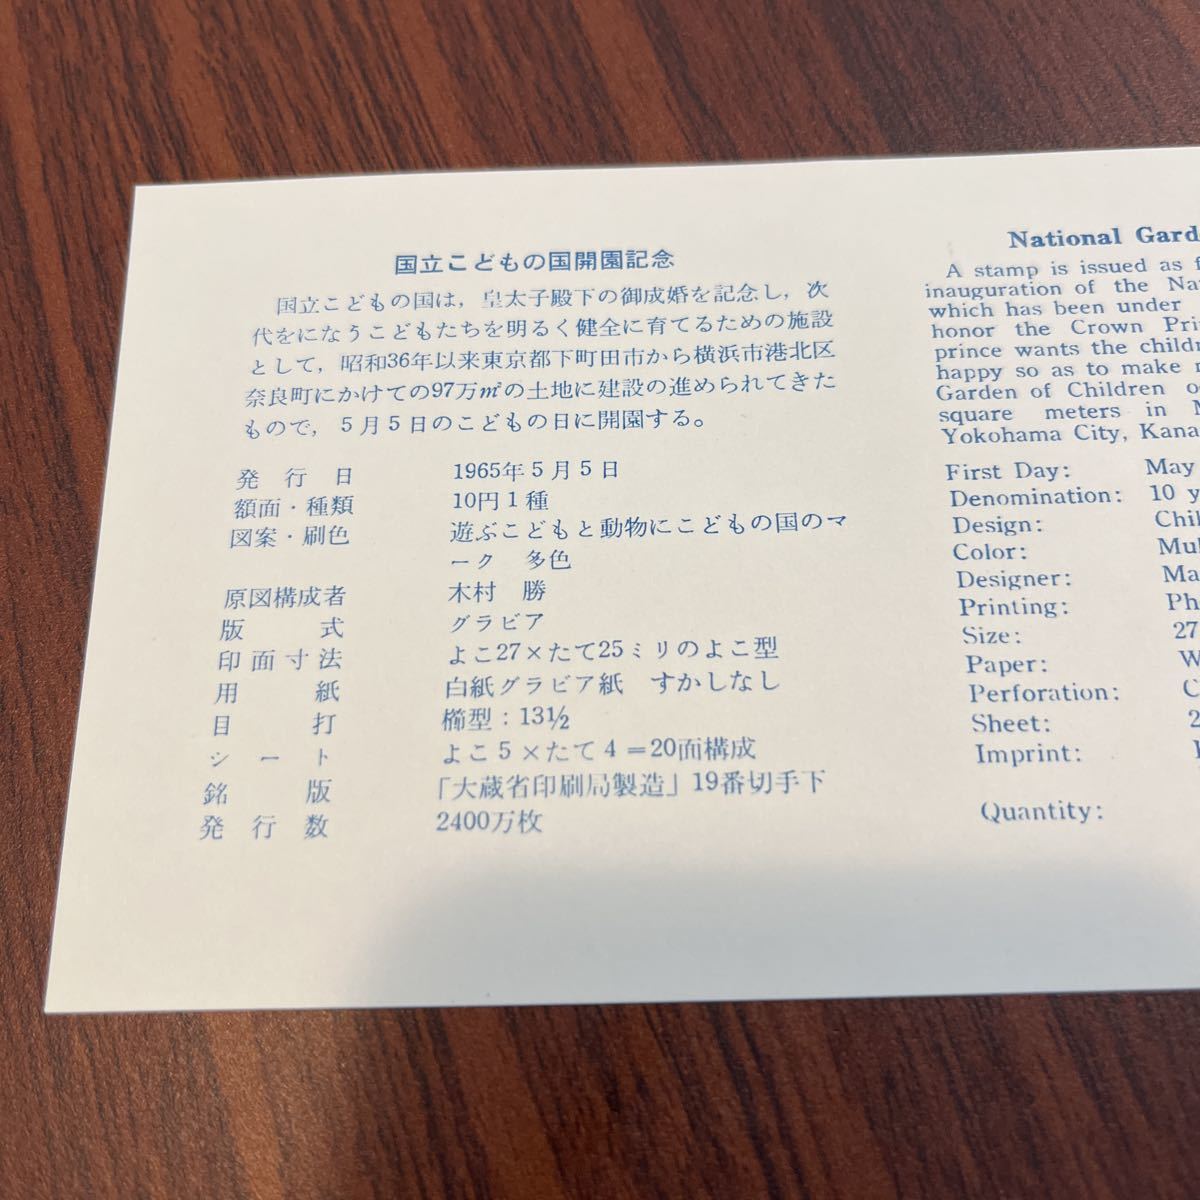 国立こどもの国開園記念
国立こどもの国は，皇太子殿下の御成婚を記念し，次
代をになうこどもたちを明るく健全に育てるための施設
として，昭和36年以来東京都下町田市から横浜市港北区
奈良町にかけての97万㎡の土地に建設の進められてきた
もので，５月５日のこどもの日に開園する。
発行日 1965年５月５日
額面・種類 10円１種
図案・刷色 遊ぶこどもと動物にこどもの国のマ
ーク 多色
原図構成者 木村 勝
版式 グラビア
印面寸法 よこ27×たて25ミリのよこ型
用紙 白紙グラビア紙 すかしなし
目打 櫛型：13½
シート よこ５×たて４＝20面構成
銘版 「大蔵省印刷局製造」19番切手下
発行数 2400万枚
National Gard
A stamp is issued as f
inauguration of the Nat
which has been under
honor the Crown Pri
prince wants the childr
happy so as to make
Garden of Children o
square meters in M
Yokohama City, Kana
First Day: May
Denomination: 10 y
Design: Chil
Color: Mul
Designer: Ma
Printing: Ph
Size: 27
Paper: W
Perforation: C
Sheet: 2
Imprint:
Quantity: